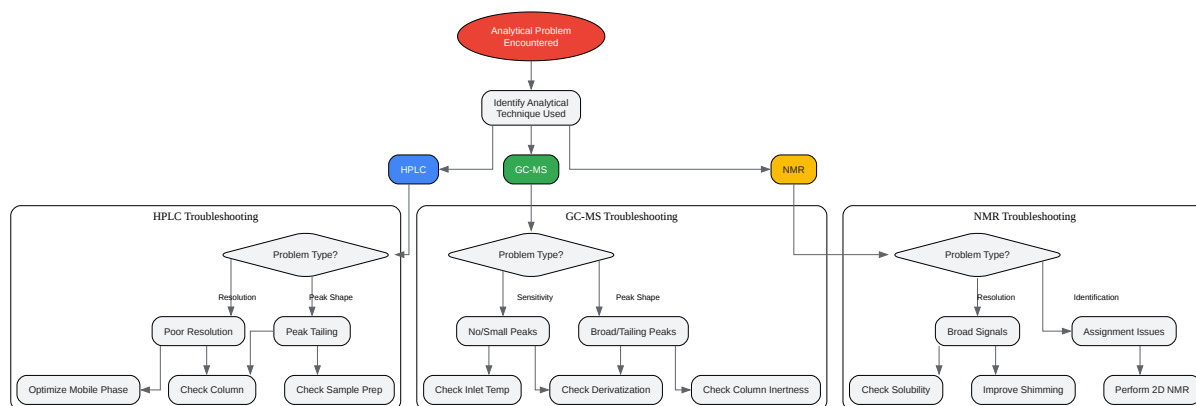 Analytical Problem
Encountered
Identify Analytical
Technique Used
HPLC
GC-MS
NMR
HPLC Troubleshooting
Problem Type?
Resolution
Peak Shape
Poor Resolution
Peak Tailing
Optimize Mobile Phase
Check Column
Check Sample Prep
GC-MS Troubleshooting
Problem Type?
Sensitivity
Peak Shape
No/Small Peaks
Broad/Tailing Peaks
Check Inlet Temp
Check Derivatization
Check Column Inertness
NMR Troubleshooting
Problem Type?
Resolution
Identification
Broad Signals
Assignment Issues
Check Solubility
Improve Shimming
Perform 2D NMR